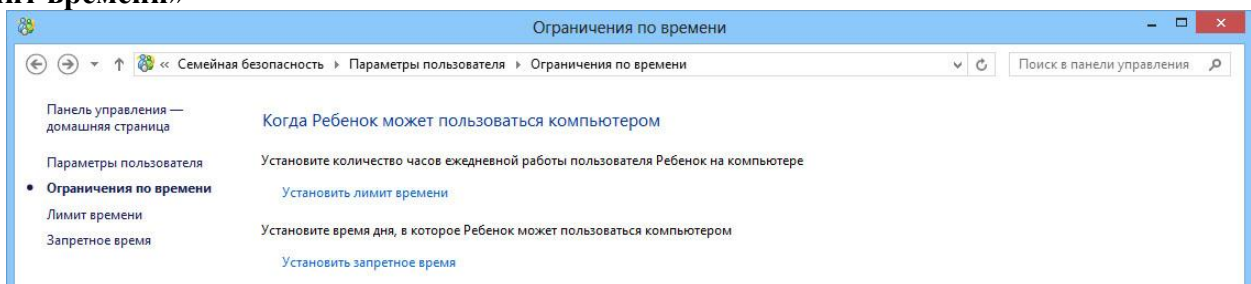 времени»
Ограничения по времени
« Семейная безопасность ▸ Параметры пользователя ▸ Ограничения по времени
Поиск в панели управления
Панель управления —
домашняя страница
Когда Ребенок может пользоваться компьютером
Параметры пользователя
Установите количество часов ежедневной работы пользователя Ребенок на компьютере
• Ограничения по времени
Установить лимит времени
Лимит времени
Установите время дня, в которое Ребенок может пользоваться компьютером
Запретное время
Установить запретное время